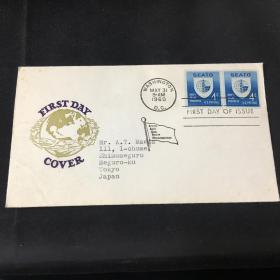 WASHINGTON
MAY 31
9 AM
1960
D.C.
SEATO
4¢
U.S. POSTAGE
SEATO
4¢
U.S. POSTAGE
FIRST DAY OF ISSUE
FIRST DAY
COVER
Mr. A.T.
111, 1-chome
Shimomeguro
Meguro-ku
Tokyo
Japan